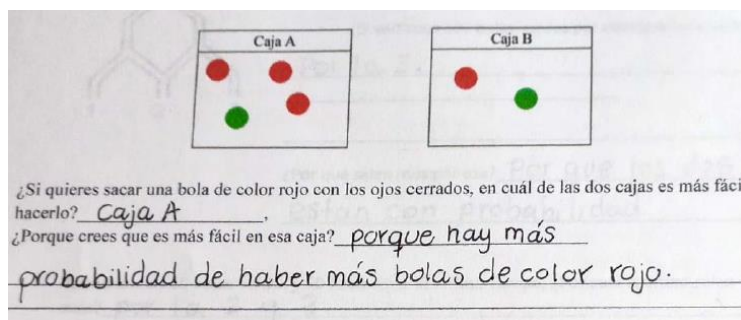 Caja A
Caja B
¿Si quieres sacar una bola de color rojo con los ojos cerrados, en cuál de las dos cajas es más fáci
hacerlo? Caja A .
¿Porque crees que es más fácil en esa caja? porque hay más
probabilidad de haber más bolas de color rojo.